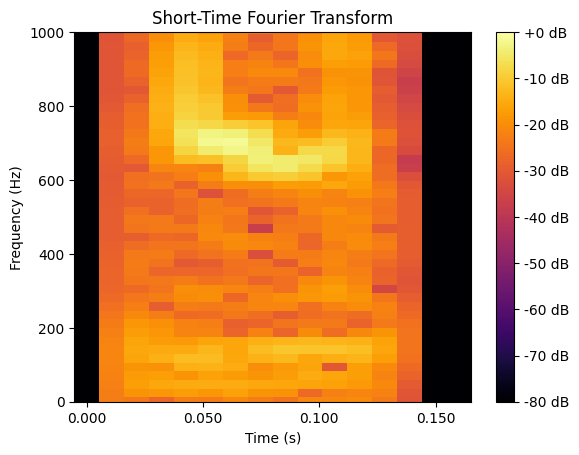 Short-Time Fourier Transform
1000
800
600
400
200
0
Frequency (Hz)
0.000
0.050
0.100
0.150
Time (s)
+0 dB
-10 dB
-20 dB
-30 dB
-40 dB
-50 dB
-60 dB
-70 dB
-80 dB